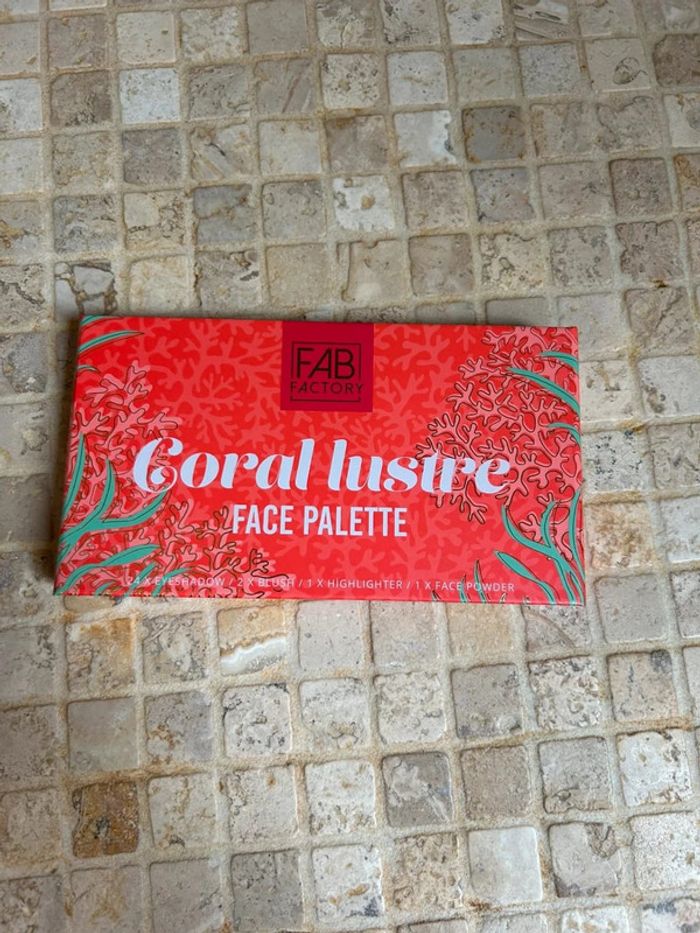 FAB
FACTORY
Coral lustre
FACE PALETTE
24 X EYESHADOW / 2 X BLUSH / 1 X HIGHLIGHTER / 1 X FACE POWDER